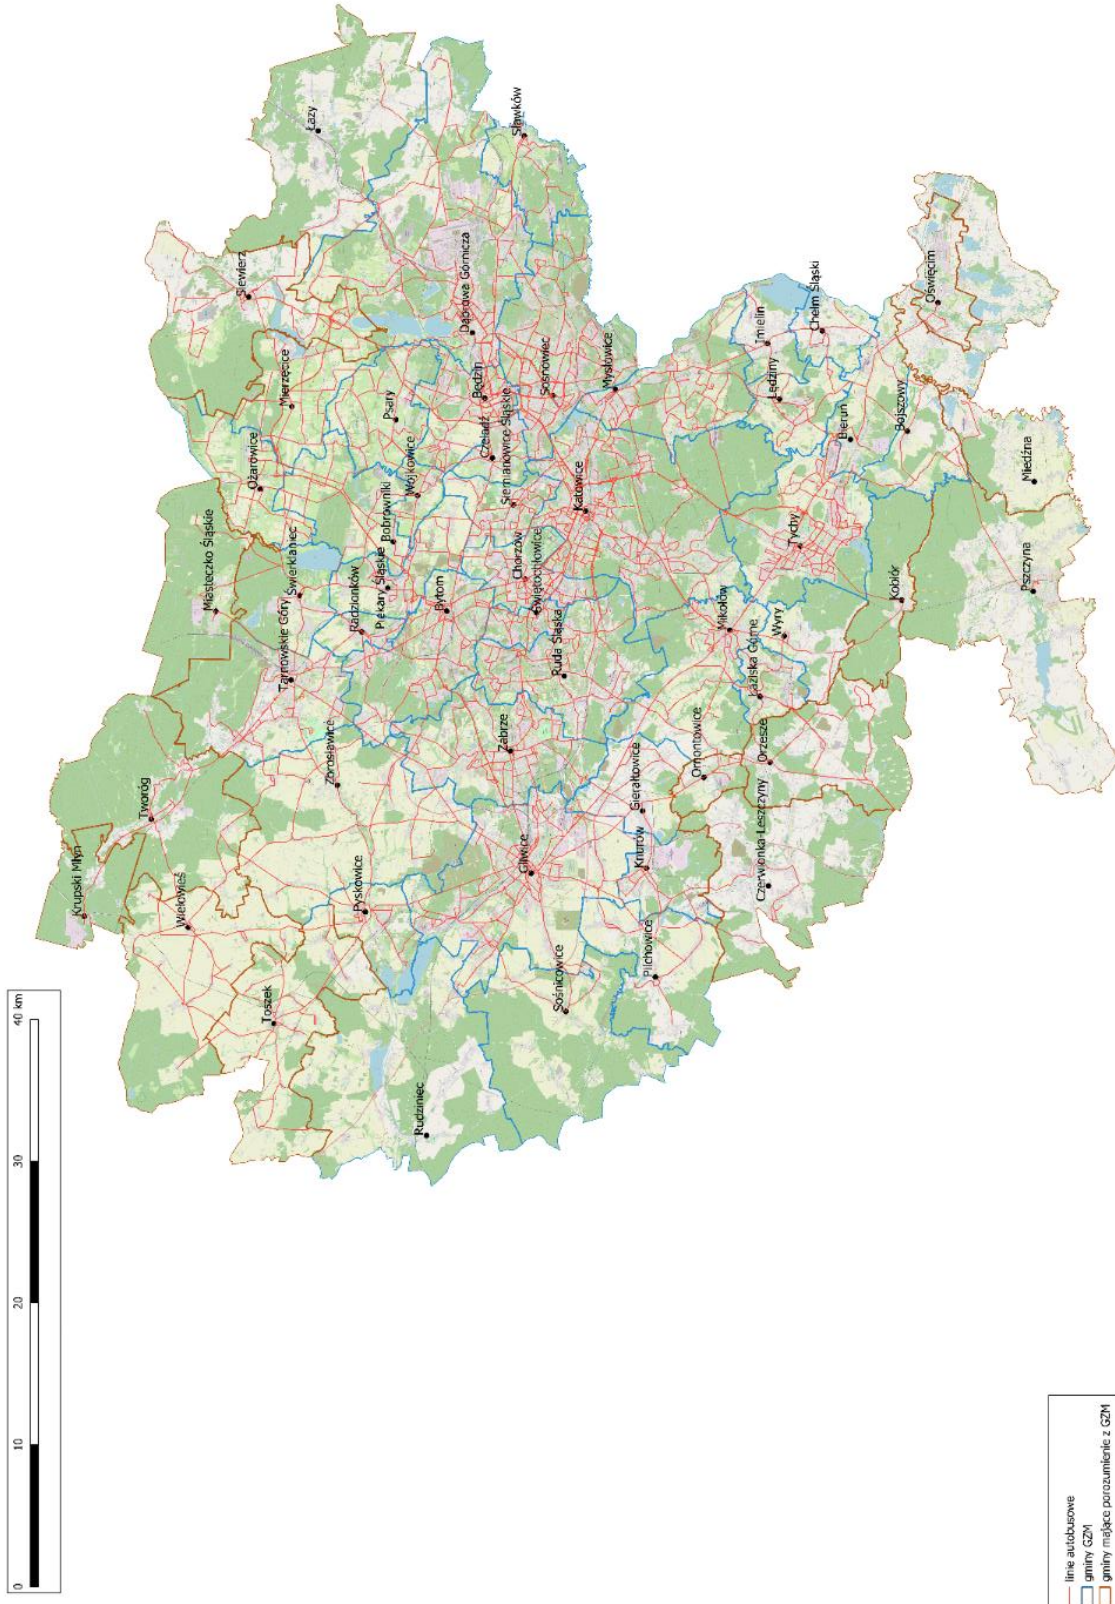 0 10 20 30 40 km
Krupski Młyn
Tworóg
Wielowieś
Toszek
Miasteczko Śląskie
Ożarowice
Mierzęcice
Siewierz
Łazy
Tarnowskie Góry
Świerklaniec
Zbrosławice
Pyskowice
Radzionków
Piekary Śląskie
Bobrowniki
Wojkowice
Psary
Rudziniec
Bytom
Czeladź
Będzin
Dąbrowa Górnicza
Sławków
Siemianowice Śląskie
Sosnowiec
Chorzów
Świętochłowice
Katowice
Mysłowice
Ruda Śląska
Zabrze
Gliwice
Sośnicowice
Pilchowice
Knurów
Gierałtowice
Ornontowice
Orzesze
Czerwionka-Leszczyny
Łaziska Górne
Mikołów
Wyry
Tychy
Lędziny
Imielin
Chełm Śląski
Bieruń
Bojszowy
Oświęcim
Kobiór
Pszczyna
Miedźna
linie autobusowe
gminy GZM
gminy mające porozumienie z GZM